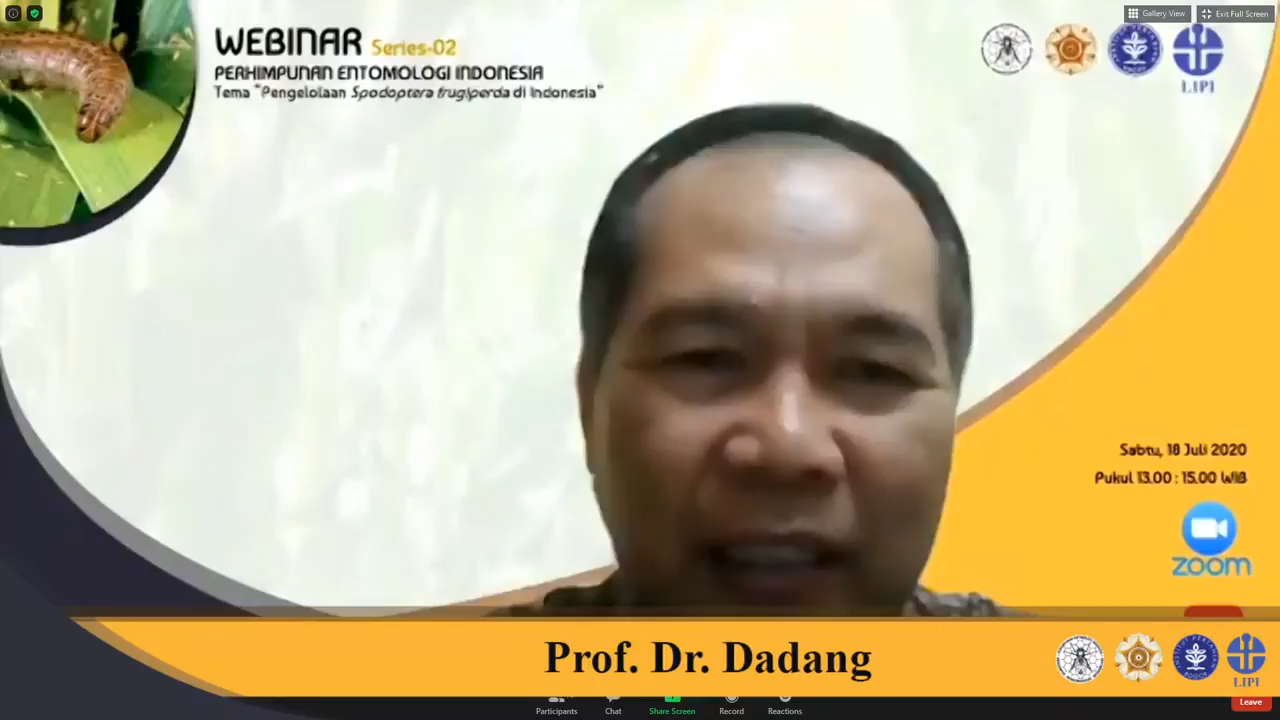 Gallery View
Exit Full Screen
WEBINAR Series-02
PERHIMPUNAN ENTOMOLOGI INDONESIA
Tema "Pengelolaan Spodoptera frugiperda di Indonesia"
LIPI
Sabtu, 18 Juli 2020
Pukul 13.00 : 15.00 WIB
zoom
Prof. Dr. Dadang
LIPI
Participants
Chat
Share Screen
Record
Reactions
Leave